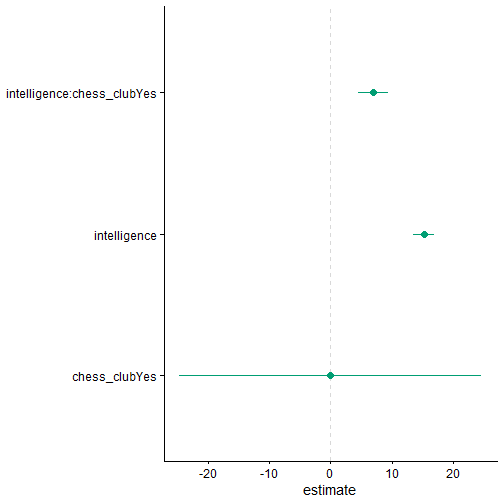 intelligence:chess_clubYes
intelligence
chess_clubYes
-20 -10 0 10 20
estimate